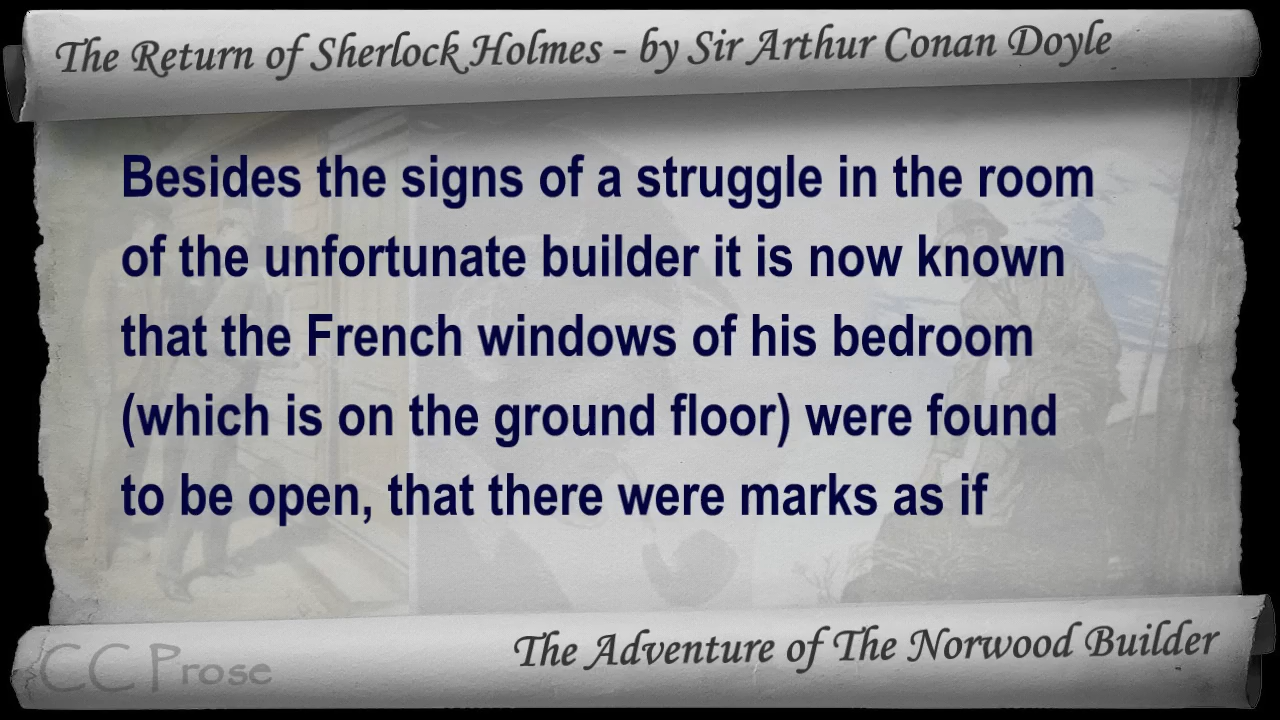 The Return of Sherlock Holmes - by Sir Arthur Conan Doyle
Besides the signs of a struggle in the room
of the unfortunate builder it is now known
that the French windows of his bedroom
(which is on the ground floor) were found
to be open, that there were marks as if
The Adventure of The Norwood Builder
CC Prose